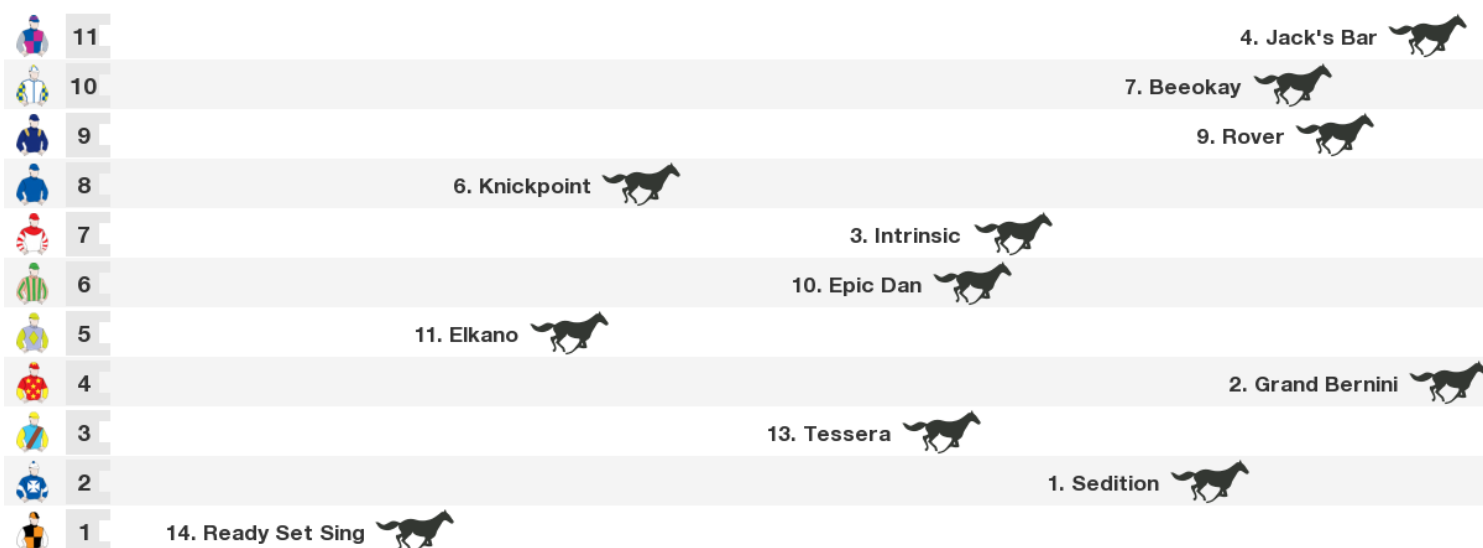 11 4. Jack's Bar
10 7. Beeokay
9 9. Rover
8 6. Knickpoint
7 3. Intrinsic
6 10. Epic Dan
5 11. Elkano
4 2. Grand Bernini
3 13. Tessera
2 1. Sedition
1 14. Ready Set Sing